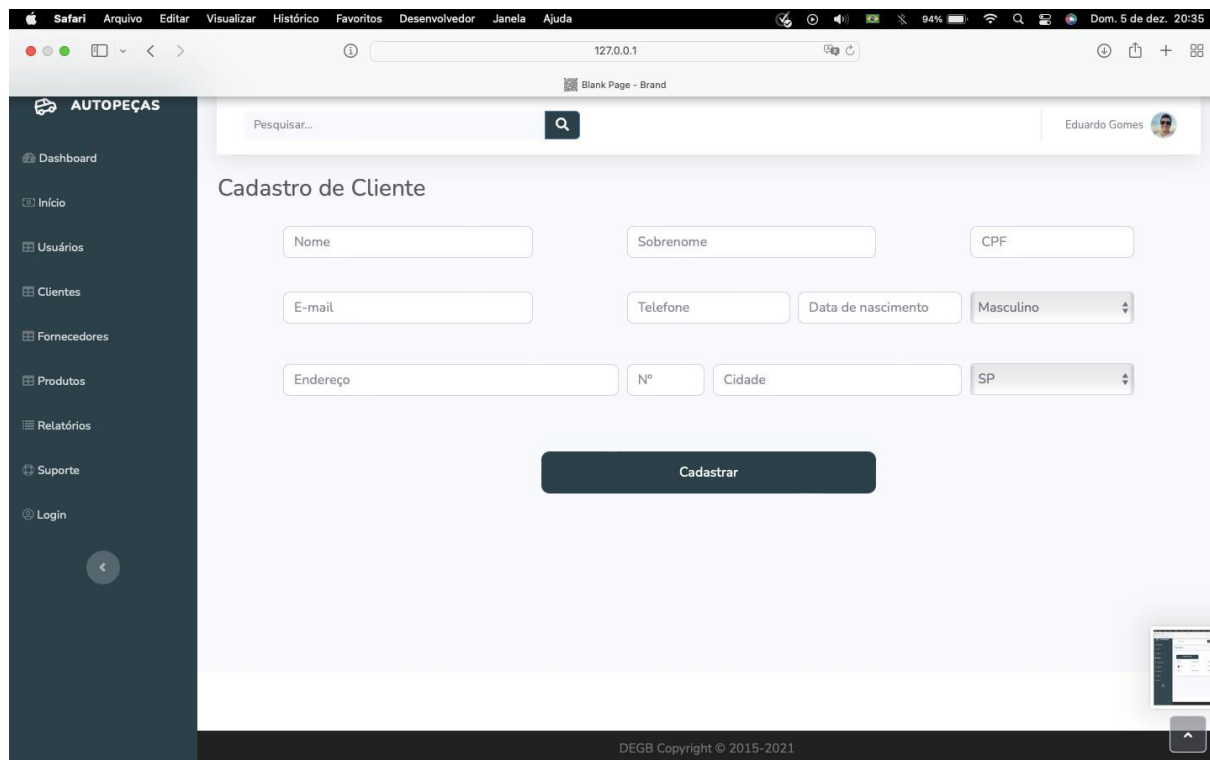 Safari Arquivo Editar Visualizar Histórico Favoritos Desenvolvedor Janela Ajuda 94% Dom. 5 de dez. 20:35
127.0.0.1
Blank Page - Brand
AUTOPEÇAS
Pesquisar...
Eduardo Gomes
Dashboard
Início
Usuários
Clientes
Fornecedores
Produtos
Relatórios
Suporte
Login
Cadastro de Cliente
Nome Sobrenome CPF
E-mail Telefone Data de nascimento Masculino
Endereço Nº Cidade SP
Cadastrar
DEGB Copyright © 2015-2021